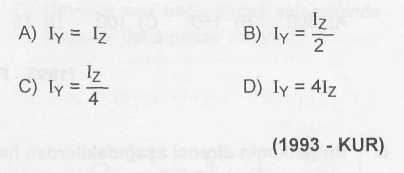 A) I_Y = I_Z B) I_Y = I_Z/2
C) I_Y = I_Z/4 D) I_Y = 4I_Z
(1993 - KUR)